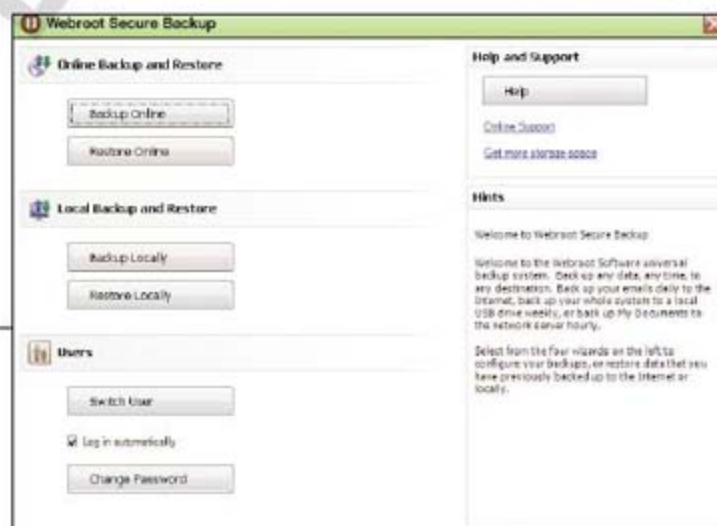 Webroot Secure Backup
Online Backup and Restore
Backup Online
Restore Online
Local Backup and Restore
Backup Locally
Restore Locally
Users
Switch User
Log in automatically
Change Password
Help and Support
Help
Online Support
Get more storage space
Hints
Welcome to Webroot Secure Backup
Welcome to the Webroot Software universal
backup system. Back up any data, any time, to
any destination. Back up your emails daily to the
Internet, back up your whole system to a local
USB drive weekly, or back up My Documents to
the network server hourly.
Select from the four wizards on the left to
configure your backups, or restore data that you
have previously backed up to the Internet or
locally.